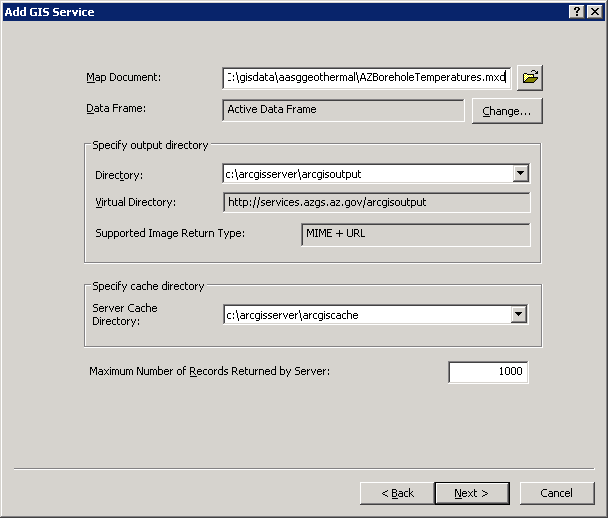 Add GIS Service
Map Document: :\gisdata\aasggeothermal\AZBoreholeTemperatures.mxd
Data Frame: Active Data Frame Change...
Specify output directory
Directory: c:\arcgisserver\arcgisoutput
Virtual Directory: http://services.azgs.az.gov/arcgisoutput
Supported Image Return Type: MIME + URL
Specify cache directory
Server Cache
Directory: c:\arcgisserver\arcgiscache
Maximum Number of Records Returned by Server: 1000
< Back Next > Cancel